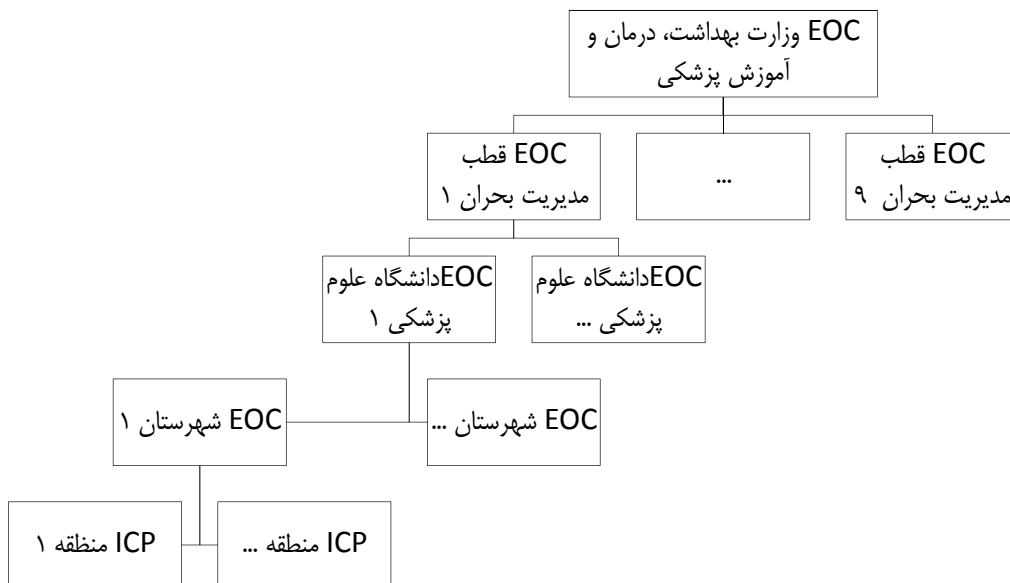 EOC وزارت بهداشت، درمان و
آموزش پزشکی
EOC قطب
مدیریت بحران ۱
...
EOC قطب
مدیریت بحران ۹
EOCدانشگاه علوم
پزشکی ۱
EOCدانشگاه علوم
پزشکی ...
EOC شهرستان ۱
EOC شهرستان ...
ICP منظقه ۱
ICP منطقه ...